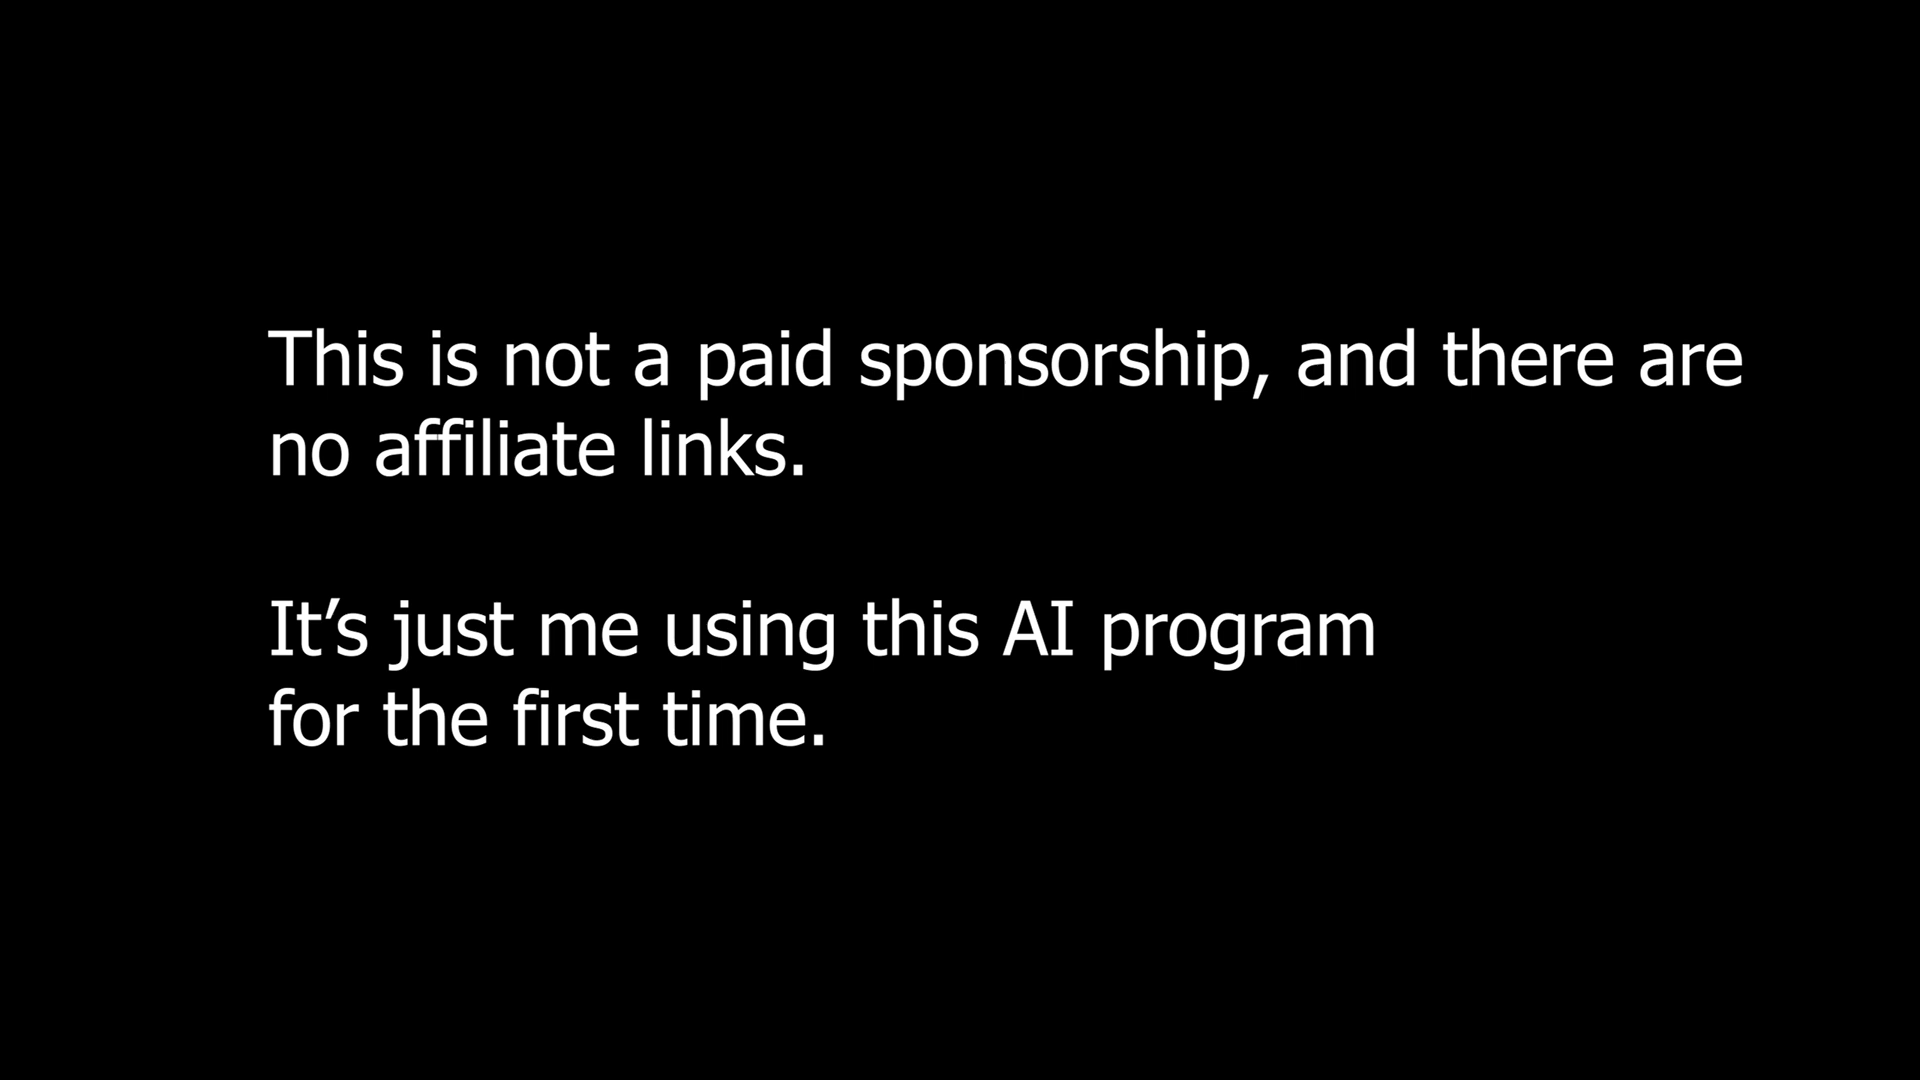 This is not a paid sponsorship, and there are
no affiliate links.
It’s just me using this AI program
for the first time.